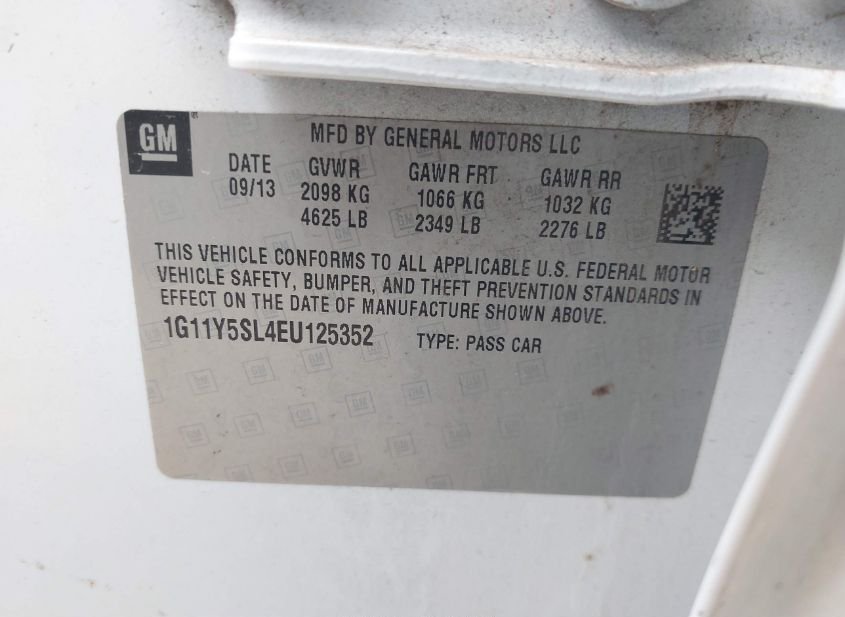 GM
MFD BY GENERAL MOTORS LLC
DATE GVWR GAWR FRT GAWR RR
09/13 2098 KG 1066 KG 1032 KG
4625 LB 2349 LB 2276 LB
THIS VEHICLE CONFORMS TO ALL APPLICABLE U.S. FEDERAL MOTOR
VEHICLE SAFETY, BUMPER, AND THEFT PREVENTION STANDARDS IN
EFFECT ON THE DATE OF MANUFACTURE SHOWN ABOVE.
1G11Y5SL4EU125352 TYPE: PASS CAR